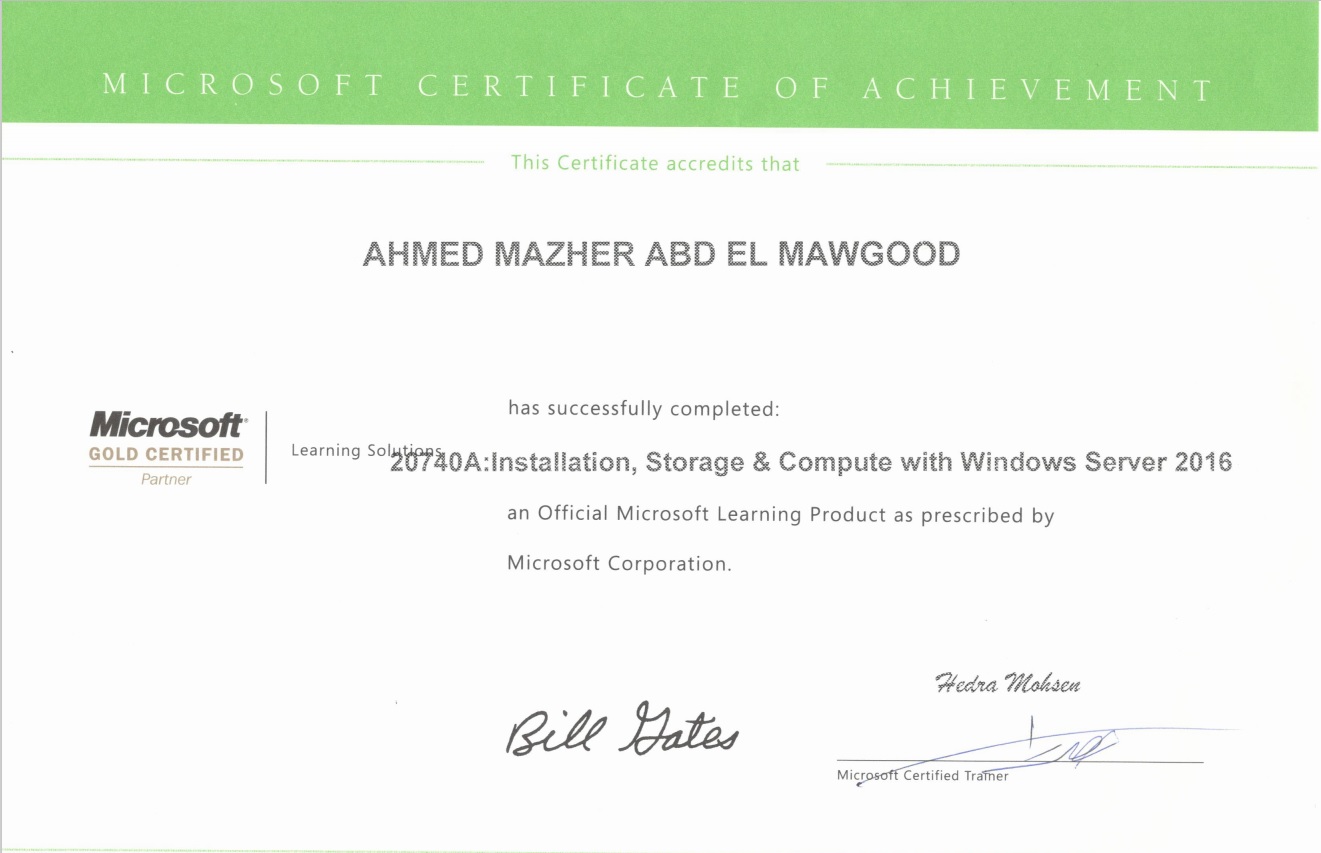 MICROSOFT CERTIFICATE OF ACHIEVEMENT
This Certificate accredits that
AHMED MAZHER ABD EL MAWGOOD
has successfully completed:
Microsoft®
GOLD CERTIFIED
Partner
Learning Solutions
20740A:Installation, Storage & Compute with Windows Server 2016
an Official Microsoft Learning Product as prescribed by
Microsoft Corporation.
Hedra Mohsen
Bill Gates
Microsoft Certified Trainer